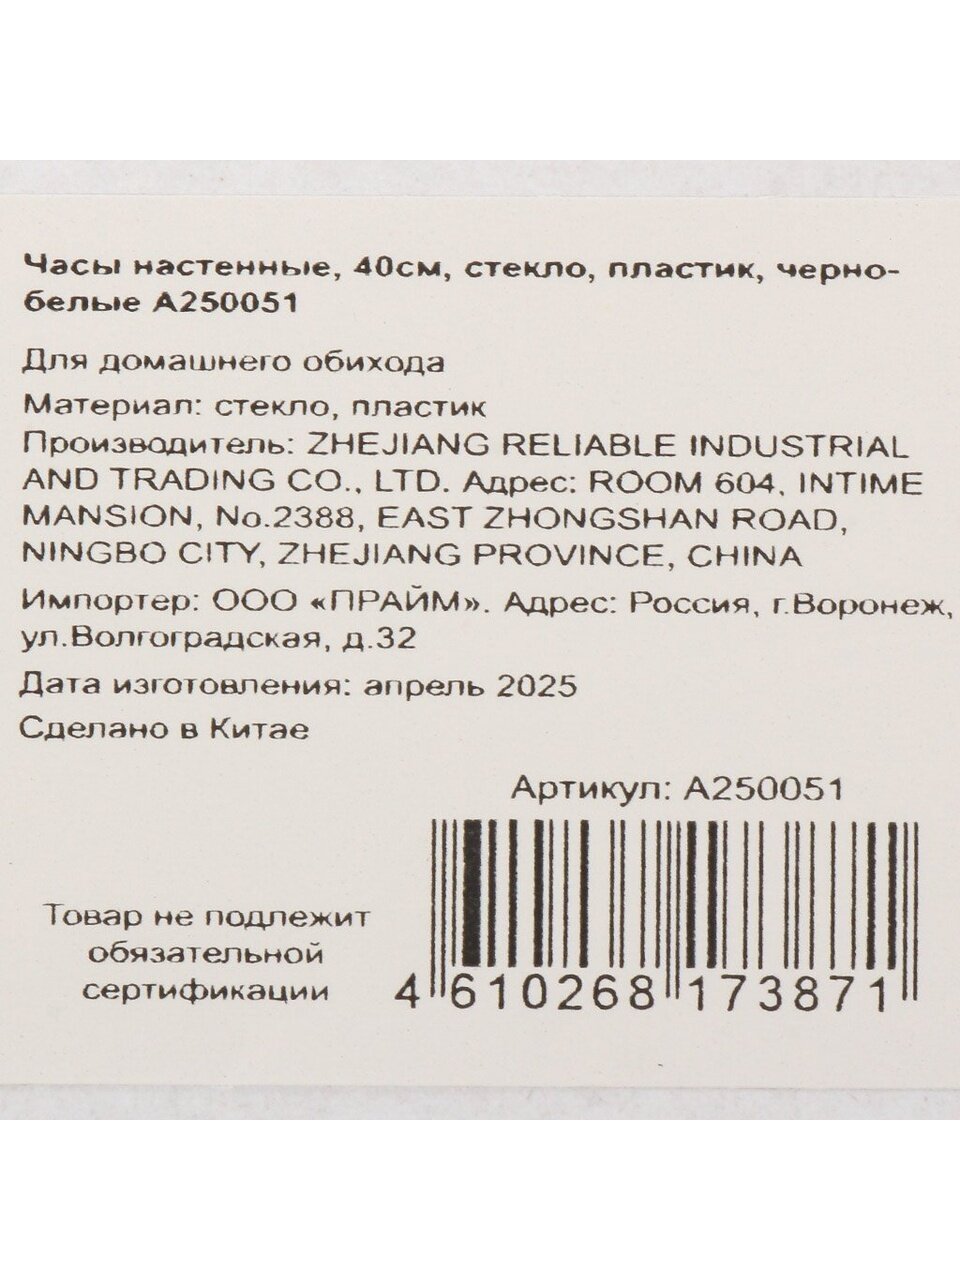 Часы настенные, 40см, стекло, пластик, черно-
белые A250051
Для домашнего обихода
Материал: стекло, пластик
Производитель: ZHEJIANG RELIABLE INDUSTRIAL
AND TRADING CO., LTD. Адрес: ROOM 604, INTIME
MANSION, No.2388, EAST ZHONGSHAN ROAD,
NINGBO CITY, ZHEJIANG PROVINCE, CHINA
Импортер: ООО «ПРАЙМ». Адрес: Россия, г.Воронеж,
ул.Волгоградская, д.32
Дата изготовления: апрель 2025
Сделано в Китае
Артикул: A250051
Товар не подлежит
обязательной
сертификации
4 610268 173871